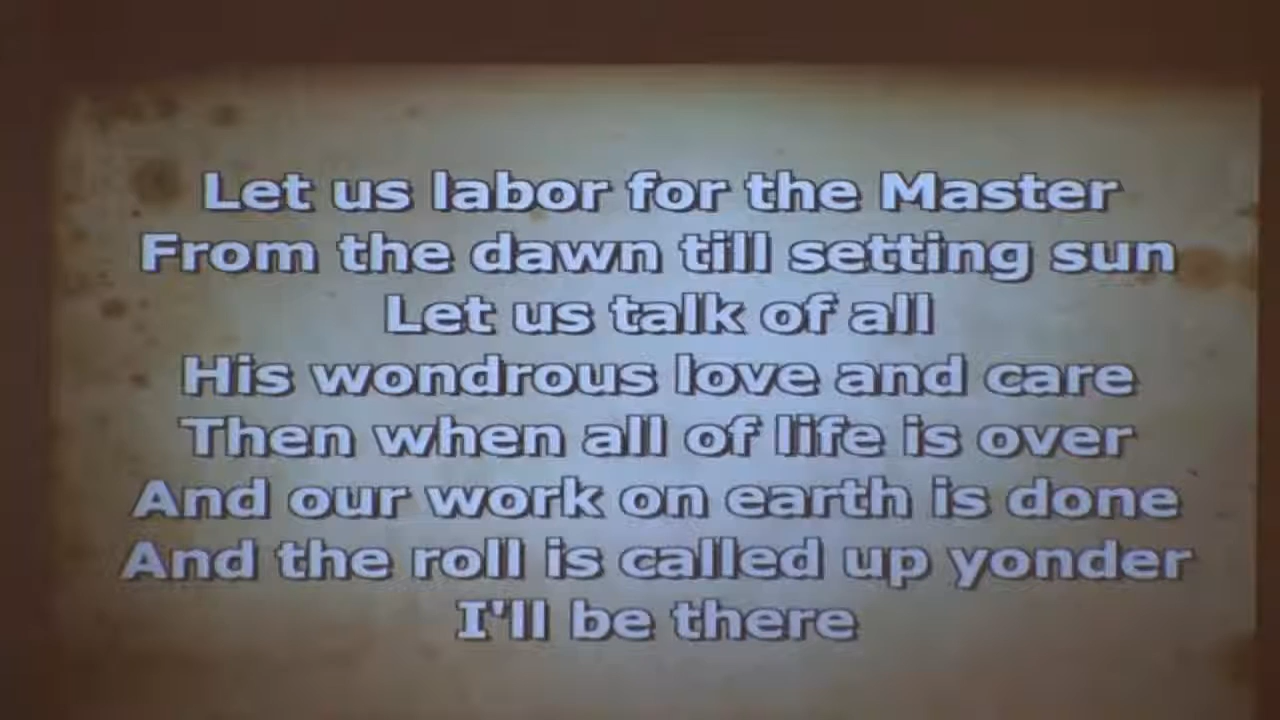 Let us labor for the Master
From the dawn till setting sun
Let us talk of all
His wondrous love and care
Then when all of life is over
And our work on earth is done
And the roll is called up yonder
I'll be there